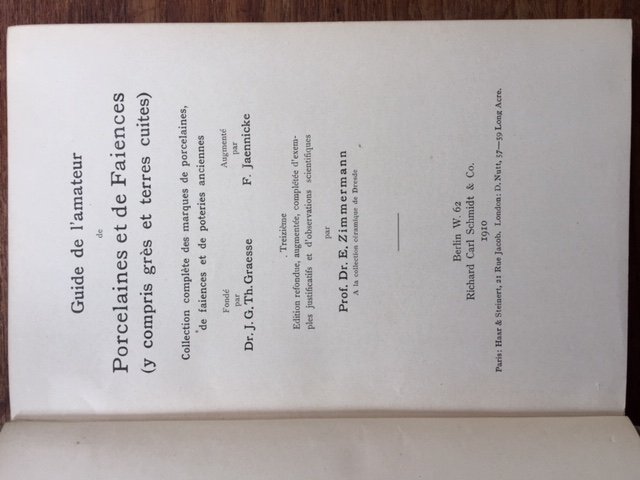 Guide de l'amateur
de
Porcelaines et de Faiences
(y compris grès et terres cuites)
Collection complète des marques de porcelaines,
de faiences et de poteries anciennes
Fondé
par
Dr. J. G. Th. Graesse
Augmenté
par
F. Jaennicke
Treizième
Edition refondue, augmentée, complétée d'exem-
ples justificatifs et d'observations scientifiques
par
Prof. Dr. E. Zimmermann
A la collection céramique de Dresde
Berlin W. 62
Richard Carl Schmidt & Co.
1910
Paris: Haar & Steinert, 21 Rue Jacob. London: D. Nutt, 57—59 Long Acre.